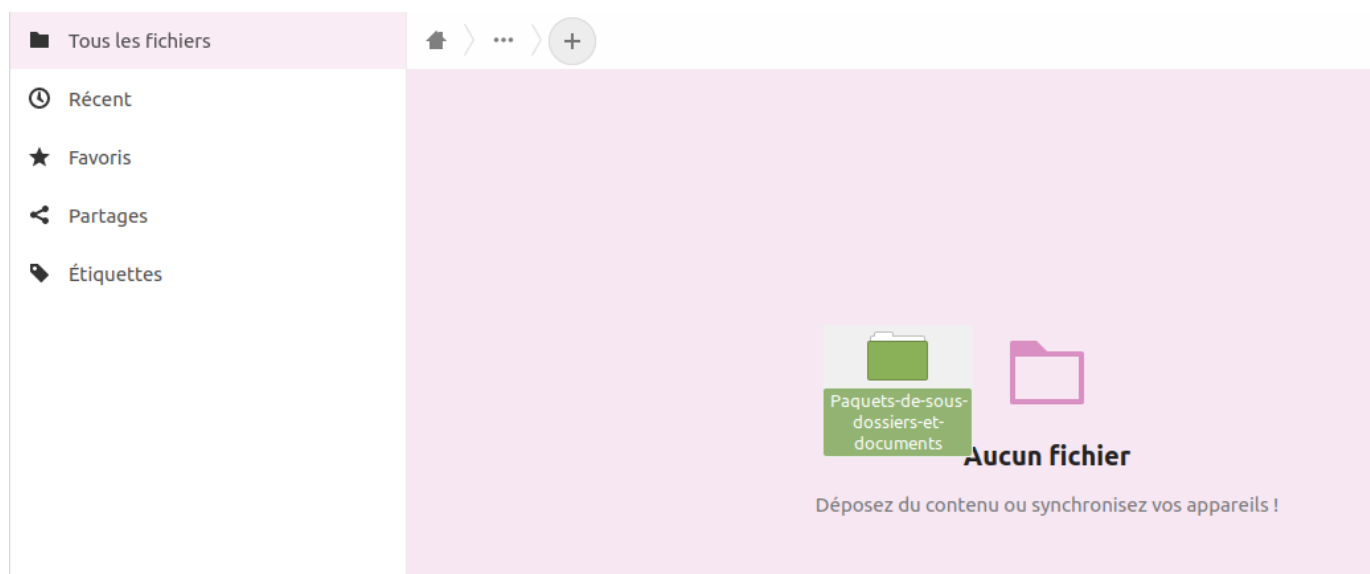 Tous les fichiers
Récent
Favoris
Partages
Étiquettes
Paquets-de-sous-
dossiers-et-
documents
Aucun fichier
Déposez du contenu ou synchronisez vos appareils !